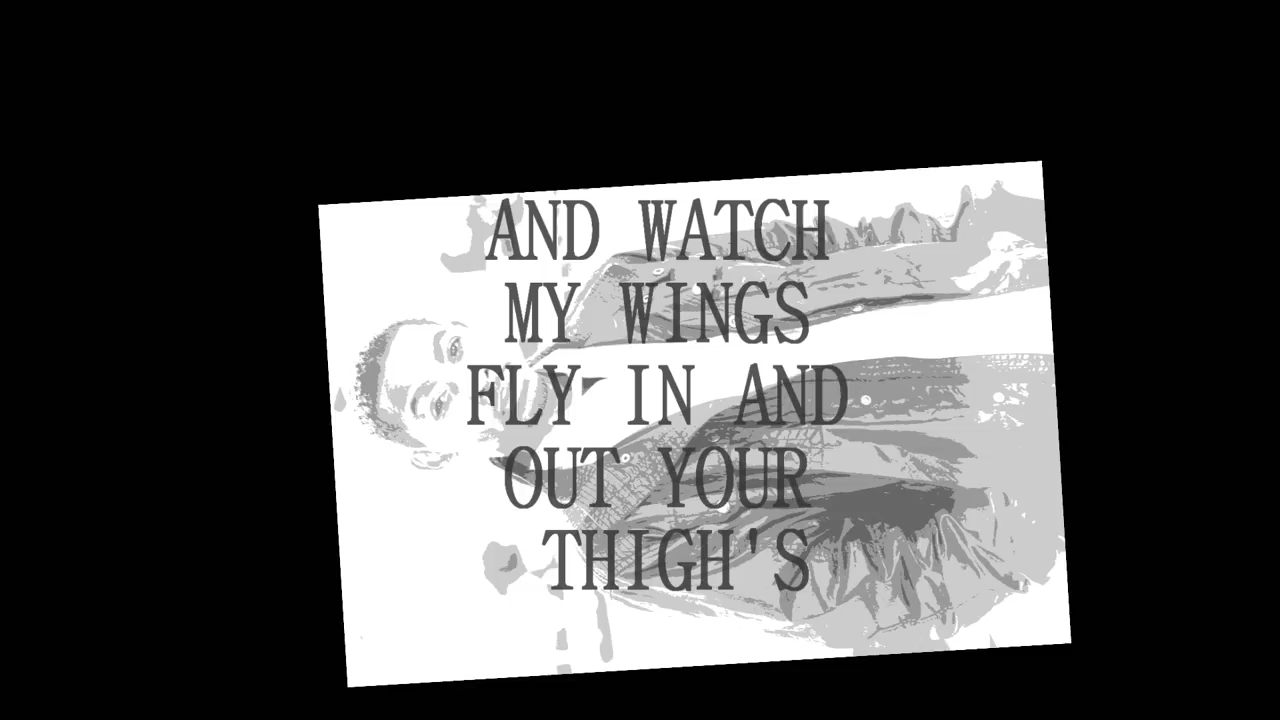 AND WATCH
MY WINGS
FLY IN AND
OUT YOUR
THIGH'S